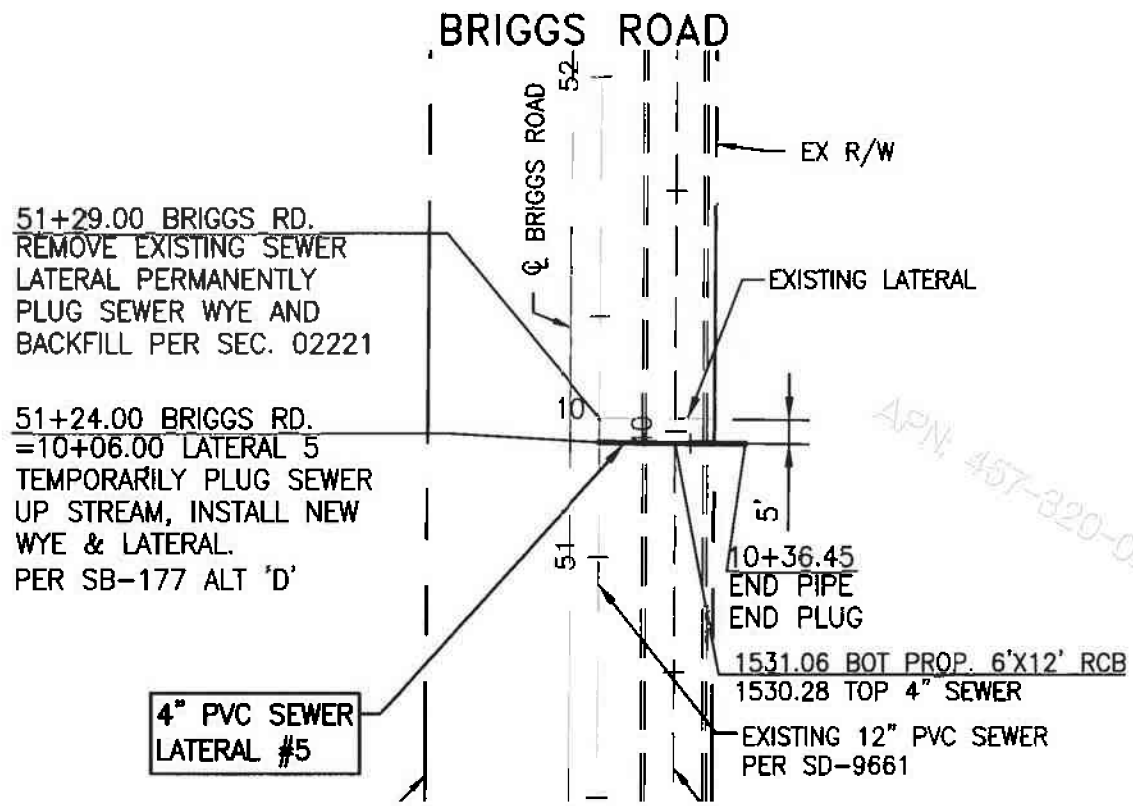 BRIGGS ROAD
52
℄ BRIGGS ROAD
EX R/W
51+29.00 BRIGGS RD.
REMOVE EXISTING SEWER
LATERAL PERMANENTLY
PLUG SEWER WYE AND
BACKFILL PER SEC. 02221
EXISTING LATERAL
51+24.00 BRIGGS RD.
=10+06.00 LATERAL 5
TEMPORARILY PLUG SEWER
UP STREAM, INSTALL NEW
WYE & LATERAL.
PER SB-177 ALT 'D'
10
10
5'
51
10+36.45
END PIPE
END PLUG
1531.06 BOT PROP. 6'X12' RCB
1530.28 TOP 4" SEWER
4" PVC SEWER
LATERAL #5
EXISTING 12" PVC SEWER
PER SD-9661
APN: 457-320-0